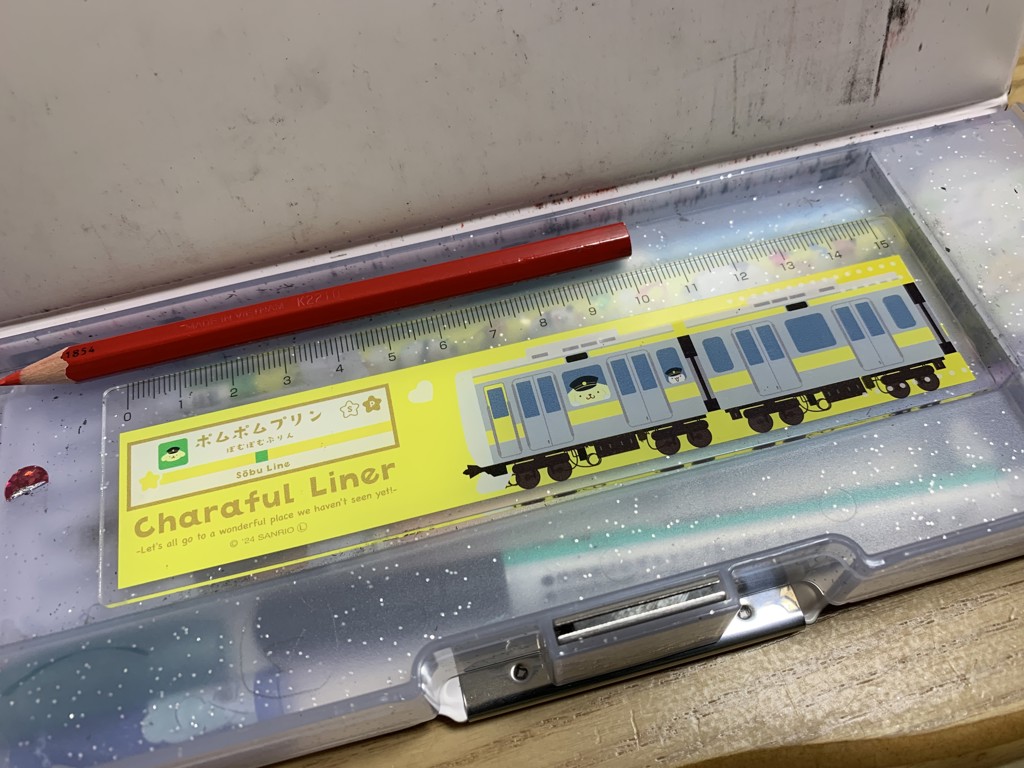 1854
0 1 2 3 4 5 6 7 8 9 10 11 12 13 14 15
ポムポムプリン
ぽむぽむぷりん
Sōbu Line
Charaful Liner
-Let's all go to a wonderful place we haven't seen yet!-
© '24 SANRIO Ⓛ